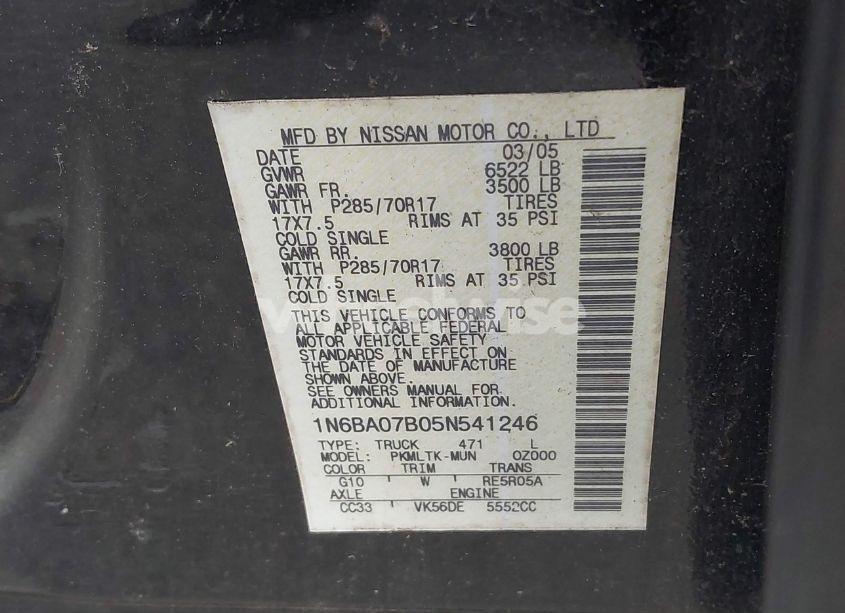 MFD BY NISSAN MOTOR CO., LTD
DATE 03/05
GVWR 6522 LB
GAWR FR. 3500 LB
WITH P285/70R17 TIRES
17X7.5 RIMS AT 35 PSI
COLD SINGLE
GAWR RR. 3800 LB
WITH P285/70R17 TIRES
17X7.5 RIMS AT 35 PSI
COLD SINGLE
THIS VEHICLE CONFORMS TO
ALL APPLICABLE FEDERAL
MOTOR VEHICLE SAFETY
STANDARDS IN EFFECT ON
THE DATE OF MANUFACTURE
SHOWN ABOVE.
SEE OWNERS MANUAL FOR
ADDITIONAL INFORMATION.
1N6BA07B05N541246
TYPE: TRUCK 471 L
MODEL: PKMLTK-MUN 0Z000
COLOR TRIM TRANS
G10 W RE5R05A
AXLE ENGINE
CC33 VK56DE 5552CC